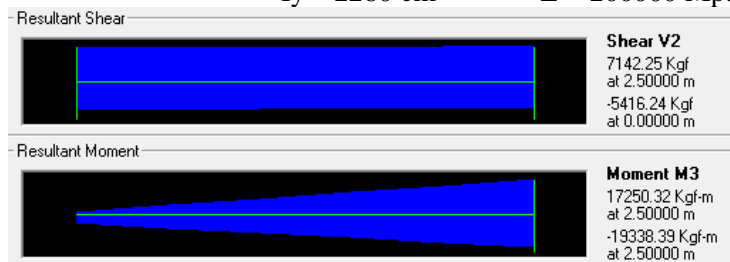 Resultant Shear
Shear V2
7142.25 Kgf
at 2.50000 m
-5416.24 Kgf
at 0.00000 m
Resultant Moment
Moment M3
17250.32 Kgf-m
at 2.50000 m
-19338.39 Kgf-m
at 2.50000 m